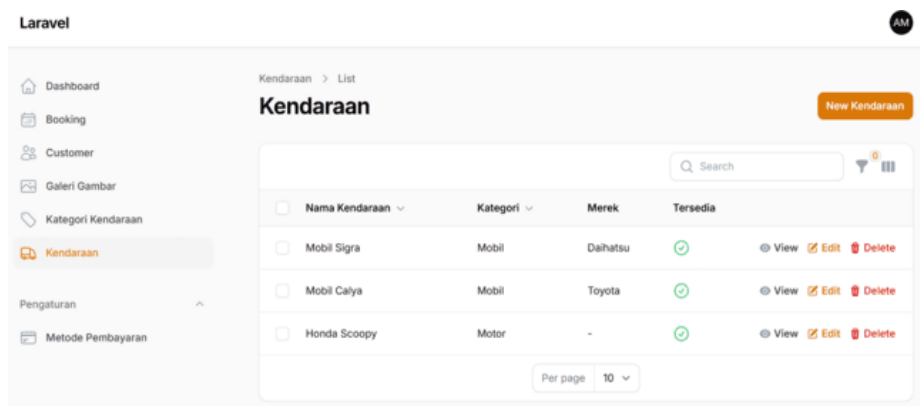 Laravel
AM
Dashboard
Booking
Customer
Galeri Gambar
Kategori Kendaraan
Kendaraan
Pengaturan
Metode Pembayaran
Kendaraan > List
Kendaraan
New Kendaraan
Search
0
Nama Kendaraan Kategori Merek Tersedia
Mobil Sigra Mobil Daihatsu View Edit Delete
Mobil Calya Mobil Toyota View Edit Delete
Honda Scoopy Motor - View Edit Delete
Per page 10